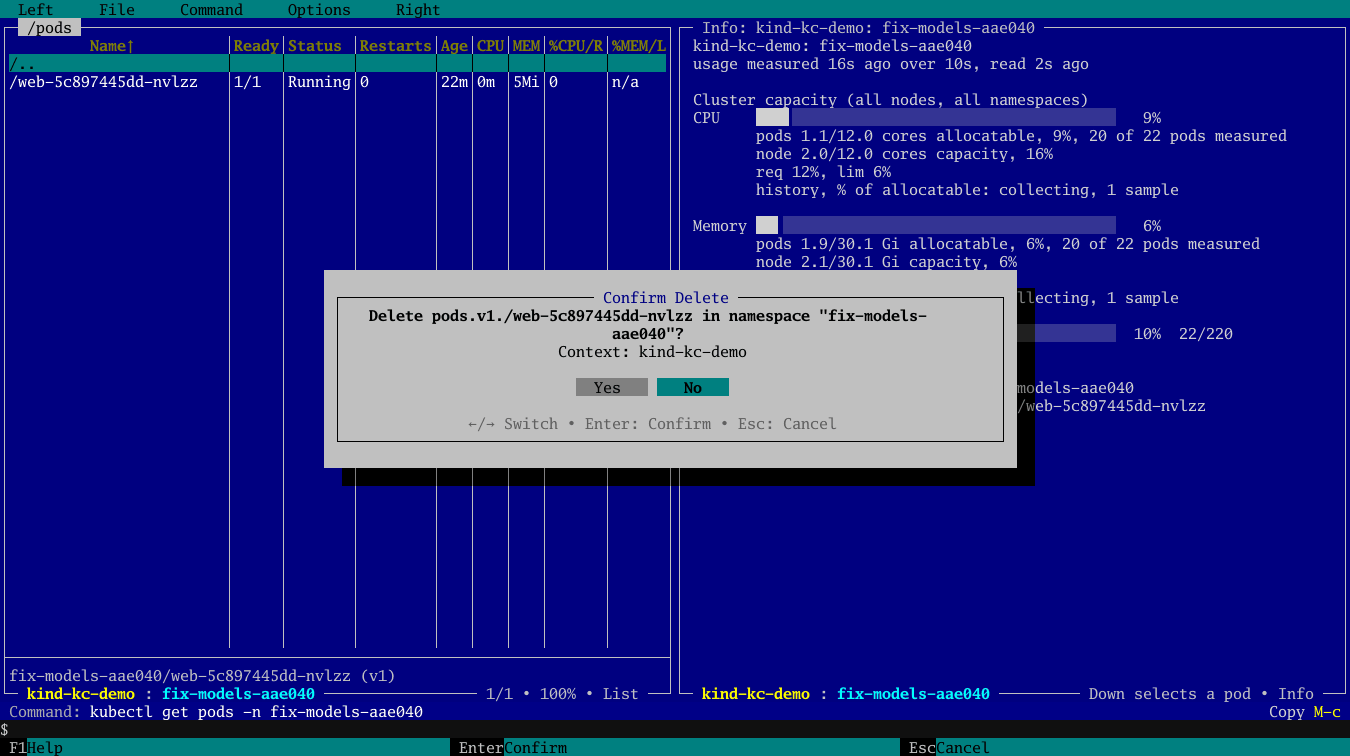 Left File Command Options Right
/pods
Name↑ Ready Status Restarts Age CPU MEM %CPU/R %MEM/L
/..
/web-5c897445dd-nvlzz 1/1 Running 0 22m 0m 5Mi 0 n/a
fix-models-aae040/web-5c897445dd-nvlzz (v1)
kind-kc-demo : fix-models-aae040 1/1 • 100% • List
Info: kind-kc-demo: fix-models-aae040
kind-kc-demo: fix-models-aae040
usage measured 16s ago over 10s, read 2s ago
Cluster capacity (all nodes, all namespaces)
CPU 9%
pods 1.1/12.0 cores allocatable, 9%, 20 of 22 pods measured
node 2.0/12.0 cores capacity, 16%
req 12%, lim 6%
history, % of allocatable: collecting, 1 sample
Memory 6%
pods 1.9/30.1 Gi allocatable, 6%, 20 of 22 pods measured
node 2.1/30.1 Gi capacity, 6%
llecting, 1 sample
10% 22/220
models-aae040
/web-5c897445dd-nvlzz
kind-kc-demo : fix-models-aae040 Down selects a pod • Info
Confirm Delete
Delete pods.v1./web-5c897445dd-nvlzz in namespace "fix-models-
aae040"?
Context: kind-kc-demo
Yes No
←/→ Switch • Enter: Confirm • Esc: Cancel
Command: kubectl get pods -n fix-models-aae040 Copy M-c
$
F1Help EnterConfirm EscCancel